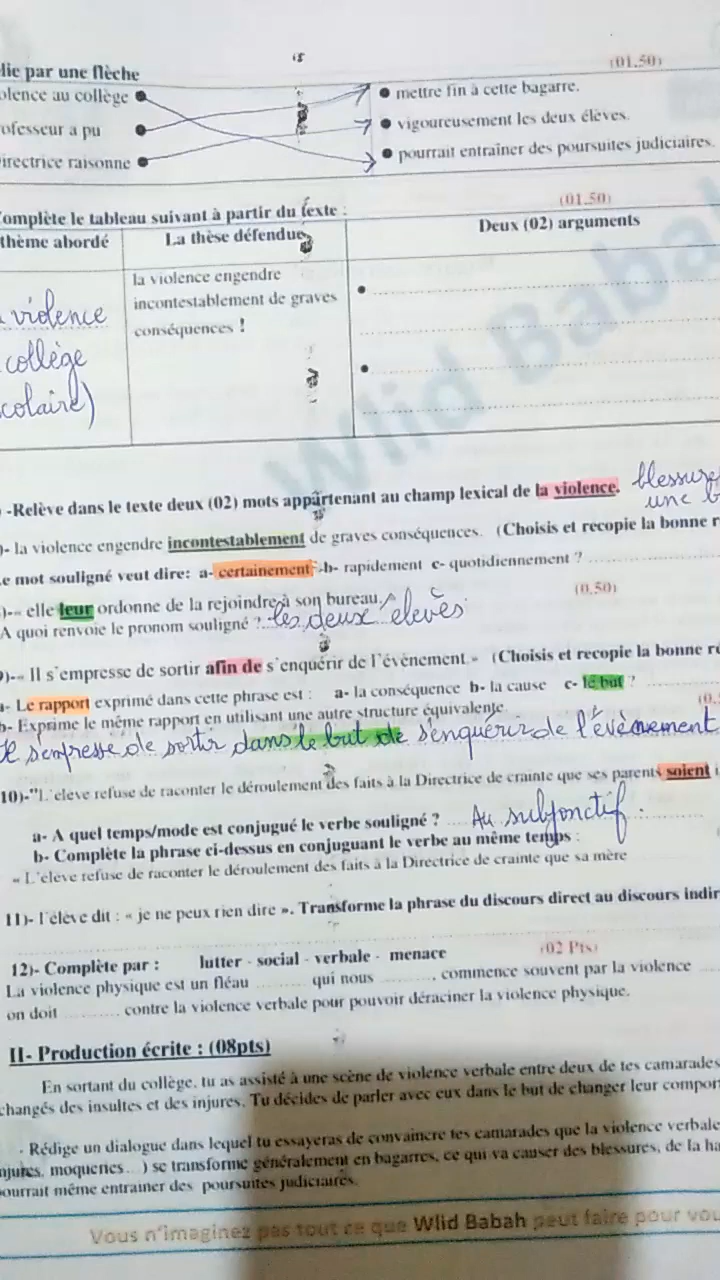 lie par une flèche (01.50)
olence au collège ● ● mettre fin à cette bagarre.
ofesseur a pu ● ● vigoureusement les deux élèves.
irectrice raisonne ● ● pourrait entraîner des poursuites judiciaires.
omplète le tableau suivant à partir du texte : (01.50)
thème abordé La thèse défendue Deux (02) arguments
la violence engendre
incontestablement de graves
conséquences !
violence
collège
colaire)
Wlid Babah
-Relève dans le texte deux (02) mots appartenant au champ lexical de la violence. blessure
une b
)- la violence engendre incontestablement de graves conséquences. (Choisis et recopie la bonne r
e mot souligné veut dire: a- certainement -b- rapidement c- quotidiennement ?
)-« elle leur ordonne de la rejoindre à son bureau (0.50)
A quoi renvoie le pronom souligné ? les deux eleves
9)-« Il s'empresse de sortir afin de s'enquérir de l'évènement » (Choisis et recopie la bonne ré
a- Le rapport exprimé dans cette phrase est : a- la conséquence b- la cause c- le but ?
b- Exprime le même rapport en utilisant une autre structure équivalente. (0.
de sortir dans le but de s'enquérir de l'évènement
10)-"L'élève refuse de raconter le déroulement des faits à la Directrice de crainte que ses parents soient i
a- A quel temps/mode est conjugué le verbe souligné ? Au subjonctif
b- Complète la phrase ci-dessus en conjuguant le verbe au même temps :
« L'élève refuse de raconter le déroulement des faits à la Directrice de crainte que sa mère
11)- l'élève dit : « je ne peux rien dire ». Transforme la phrase du discours direct au discours indir
12)- Complète par : lutter - social - verbale - menace (02 Pts)
La violence physique est un fléau ......... qui nous ........., commence souvent par la violence ....
on doit .......... contre la violence verbale pour pouvoir déraciner la violence physique.
II- Production écrite : (08pts)
En sortant du collège, tu as assisté à une scène de violence verbale entre deux de tes camarades
changés des insultes et des injures. Tu décides de parler avec eux dans le but de changer leur compor
- Rédige un dialogue dans lequel tu essayeras de convaincre tes camarades que la violence verbale
njures, moqueries...) se transforme généralement en bagarres, ce qui va causer des blessures, de la ha
pourrait même entrainer des poursuites judiciaires.
Vous n'imaginez pas tout ce que Wlid Babah peut faire pour vou